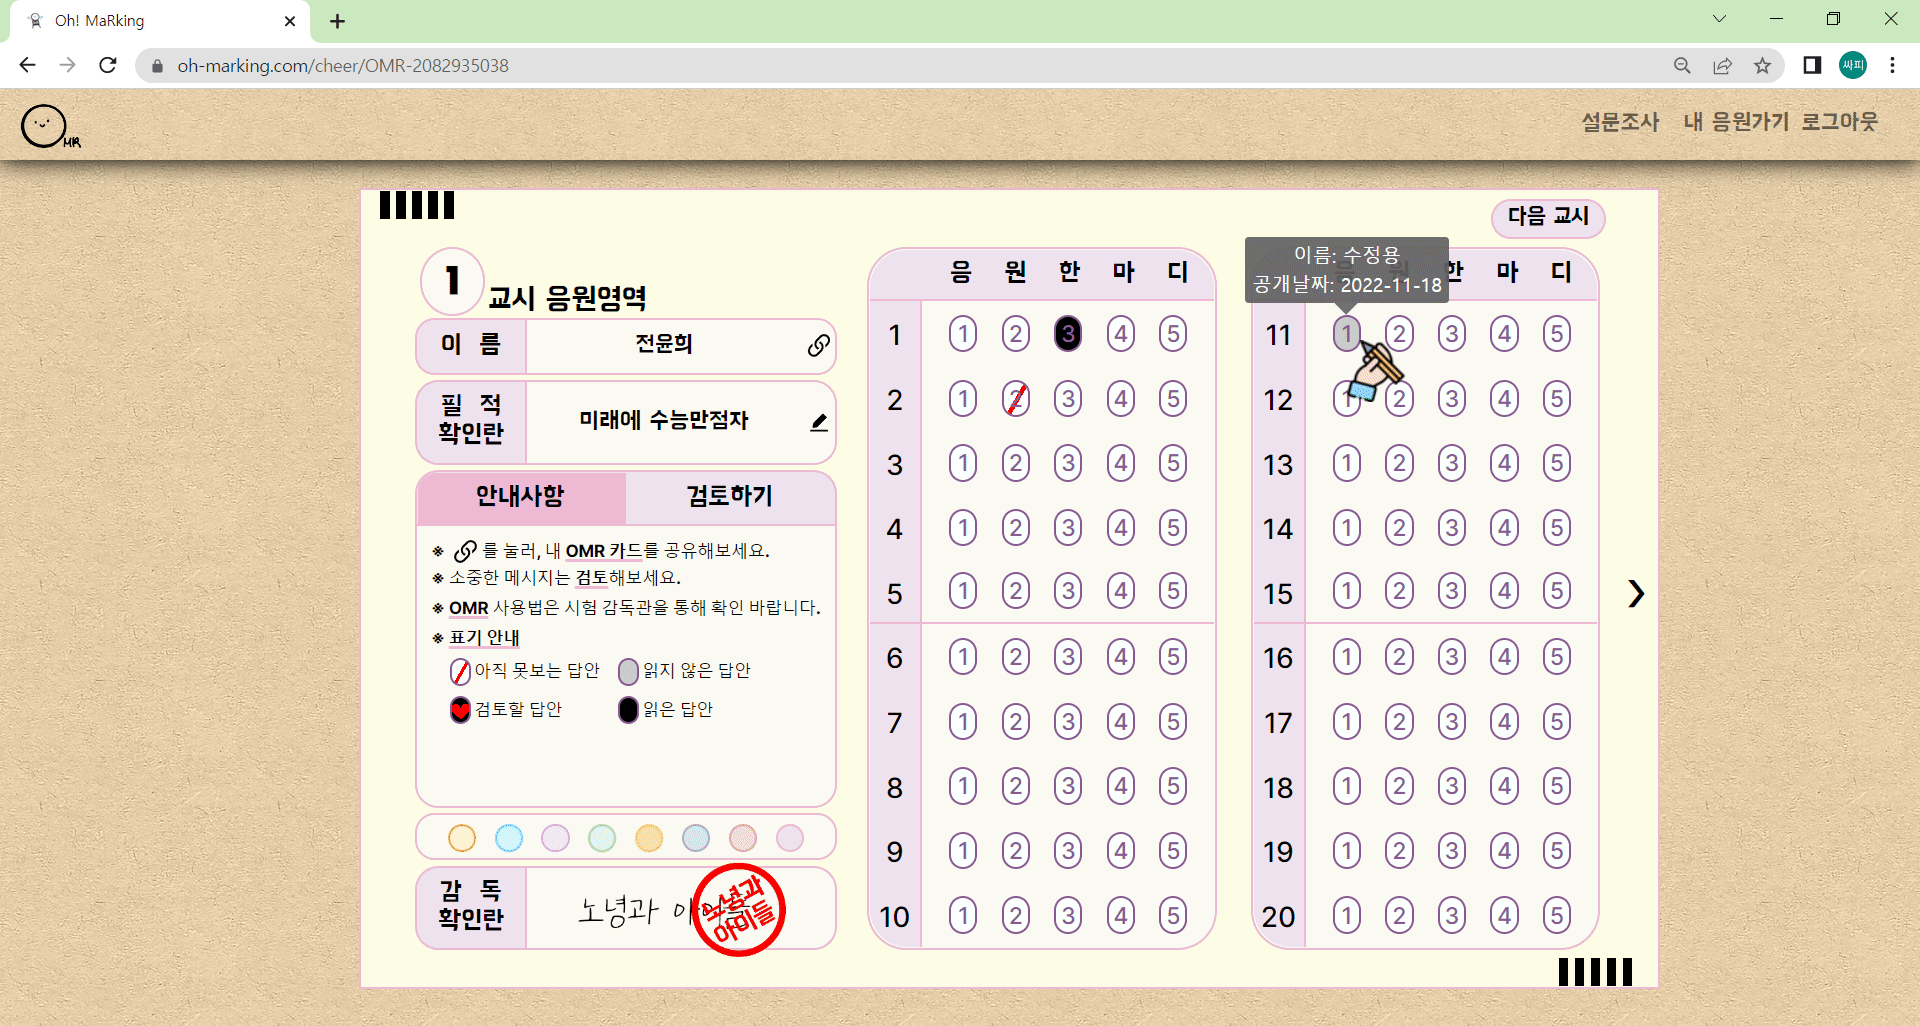 Oh! MaRking
oh-marking.com/cheer/OMR-2082935038
싸피
MR
설문조사 내 응원가기 로그아웃
다음 교시
1 교시 응원영역
이 름 전윤희
필 적
확인란
미래에 수능만점자
안내사항 검토하기
※ 를 눌러, 내 OMR 카드를 공유해보세요.
※ 소중한 메시지는 검토해보세요.
※ OMR 사용법은 시험 감독관을 통해 확인 바랍니다.
※ 표기 안내
아직 못보는 답안 읽지 않은 답안
검토할 답안 읽은 답안
감 독
확인란
노녕과 아이들
노녕과
아이들
응 원 한 마 디
1 1 2 3 4 5
2 1 2 3 4 5
3 1 2 3 4 5
4 1 2 3 4 5
5 1 2 3 4 5
6 1 2 3 4 5
7 1 2 3 4 5
8 1 2 3 4 5
9 1 2 3 4 5
10 1 2 3 4 5
이름: 수정용
공개날짜: 2022-11-18
응 원 한 마 디
11 1 2 3 4 5
12 1 2 3 4 5
13 1 2 3 4 5
14 1 2 3 4 5
15 1 2 3 4 5
16 1 2 3 4 5
17 1 2 3 4 5
18 1 2 3 4 5
19 1 2 3 4 5
20 1 2 3 4 5